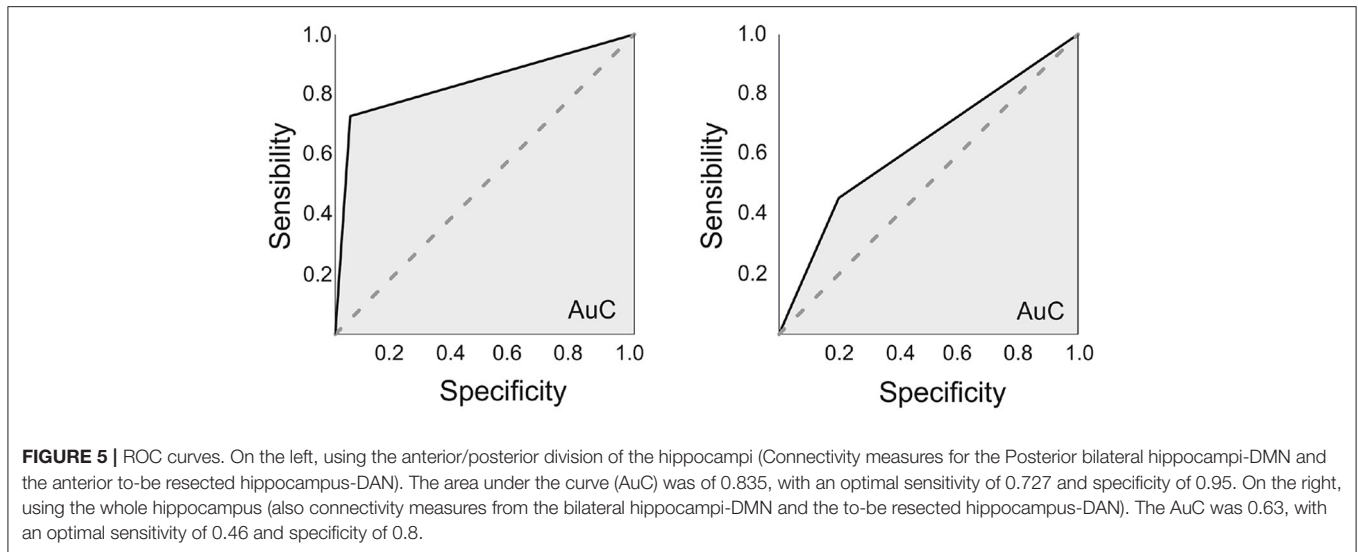 1.0
0.8
0.6
0.4
0.2
Sensibility
AuC
0.2 0.4 0.6 0.8 1.0
Specificity
1.0
0.8
0.6
0.4
0.2
Sensibility
AuC
0.2 0.4 0.6 0.8 1.0
Specificity
FIGURE 5 | ROC curves. On the left, using the anterior/posterior division of the hippocampi (Connectivity measures for the Posterior bilateral hippocampi-DMN and
the anterior to-be resected hippocampus-DAN). The area under the curve (AuC) was of 0.835, with an optimal sensitivity of 0.727 and specificity of 0.95. On the right,
using the whole hippocampus (also connectivity measures from the bilateral hippocampi-DMN and the to-be resected hippocampus-DAN). The AuC was 0.63, with
an optimal sensitivity of 0.46 and specificity of 0.8.